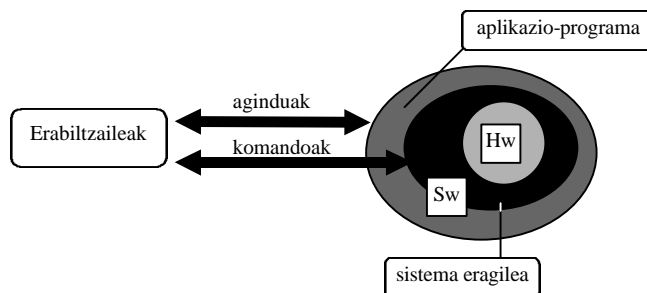 aplikazio-programa
aginduak
Erabiltzaileak
komandoak
Hw
Sw
sistema eragilea